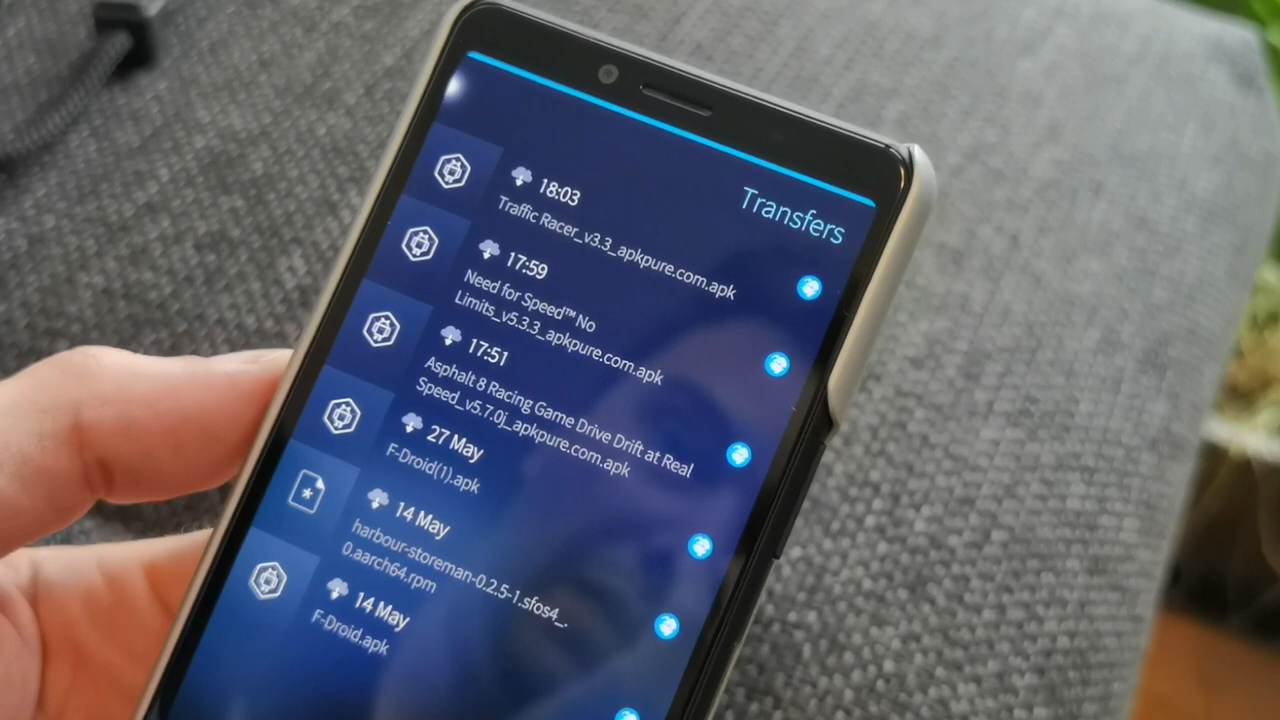 Transfers
18:03
Traffic Racer_v3.3_apkpure.com.apk
17:59
Need for Speed™ No
Limits_v5.3.3_apkpure.com.apk
17:51
Asphalt 8 Racing Game Drive Drift at Real
Speed_v5.7.0j_apkpure.com.apk
27 May
F-Droid(1).apk
14 May
harbour-storeman-0.2.5-1.sfos4_.
0.aarch64.rpm
14 May
F-Droid.apk